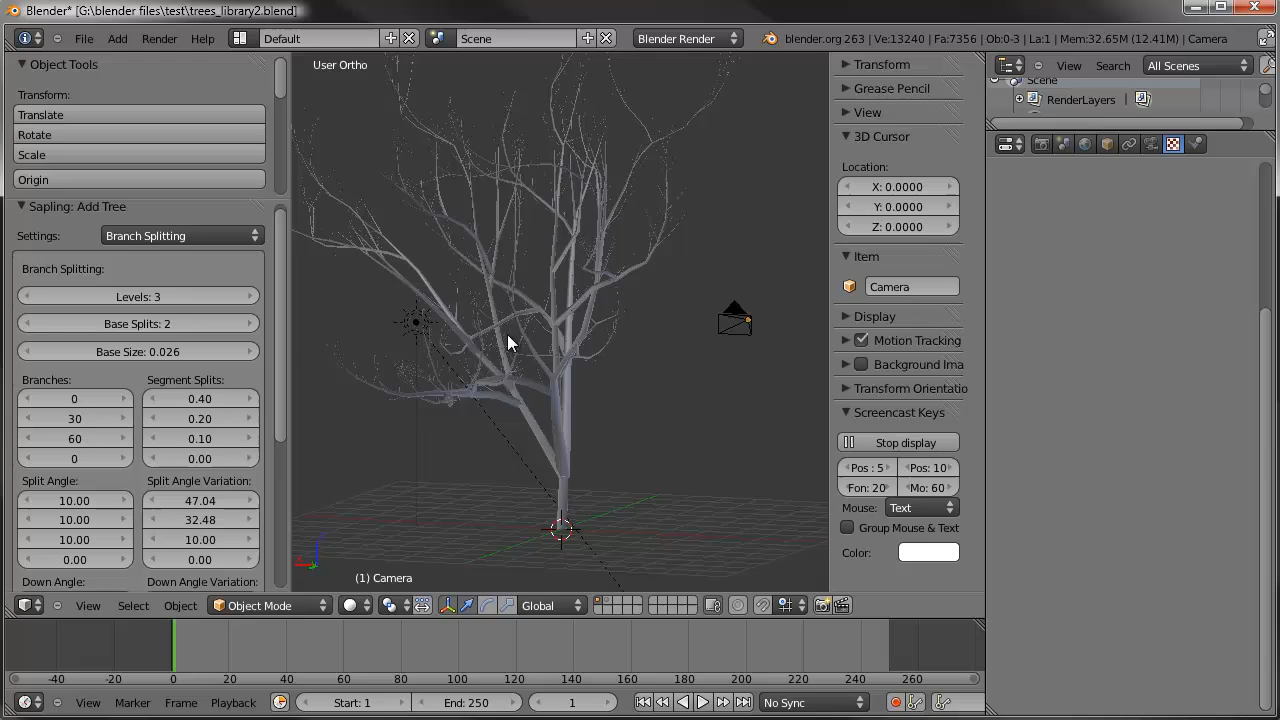 Blender* [G:\blender files\test\trees_library2.blend]
File Add Render Help Default Scene Blender Render blender.org 263 | Ve:13240 | Fa:7356 | Ob:0-3 | La:1 | Mem:32.65M (12.41M) | Camera
Object Tools
Transform:
Translate
Rotate
Scale
Origin
Sapling: Add Tree
Settings: Branch Splitting
Branch Splitting:
Levels: 3
Base Splits: 2
Base Size: 0.026
Branches: Segment Splits:
0 0.40
30 0.20
60 0.10
0 0.00
Split Angle: Split Angle Variation:
10.00 47.04
10.00 32.48
10.00 10.00
0.00 0.00
Down Angle: Down Angle Variation:
User Ortho
(1) Camera
Transform
Grease Pencil
View
3D Cursor
Location:
X: 0.0000
Y: 0.0000
Z: 0.0000
Item
Camera
Display
Motion Tracking
Background Ima
Transform Orientatio
Screencast Keys
Stop display
Pos : 5 Pos: 10
Fon: 20 Mo: 60
Mouse: Text
Group Mouse & Text
Color:
View Search All Scenes
Scene
RenderLayers
View Select Object Object Mode Global
-40 -20 0 20 40 60 80 100 120 140 160 180 200 220 240 260
View Marker Frame Playback Start: 1 End: 250 1 No Sync